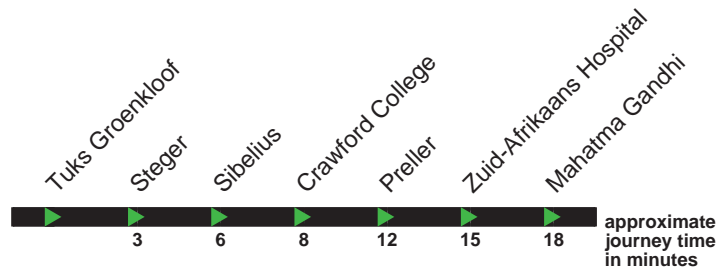 Tuks Groenkloof
Steger
Sibelius
Crawford College
Preller
Zuid-Afrikaans Hospital
Mahatma Gandhi
3 6 8 12 15 18
approximate
journey time
in minutes